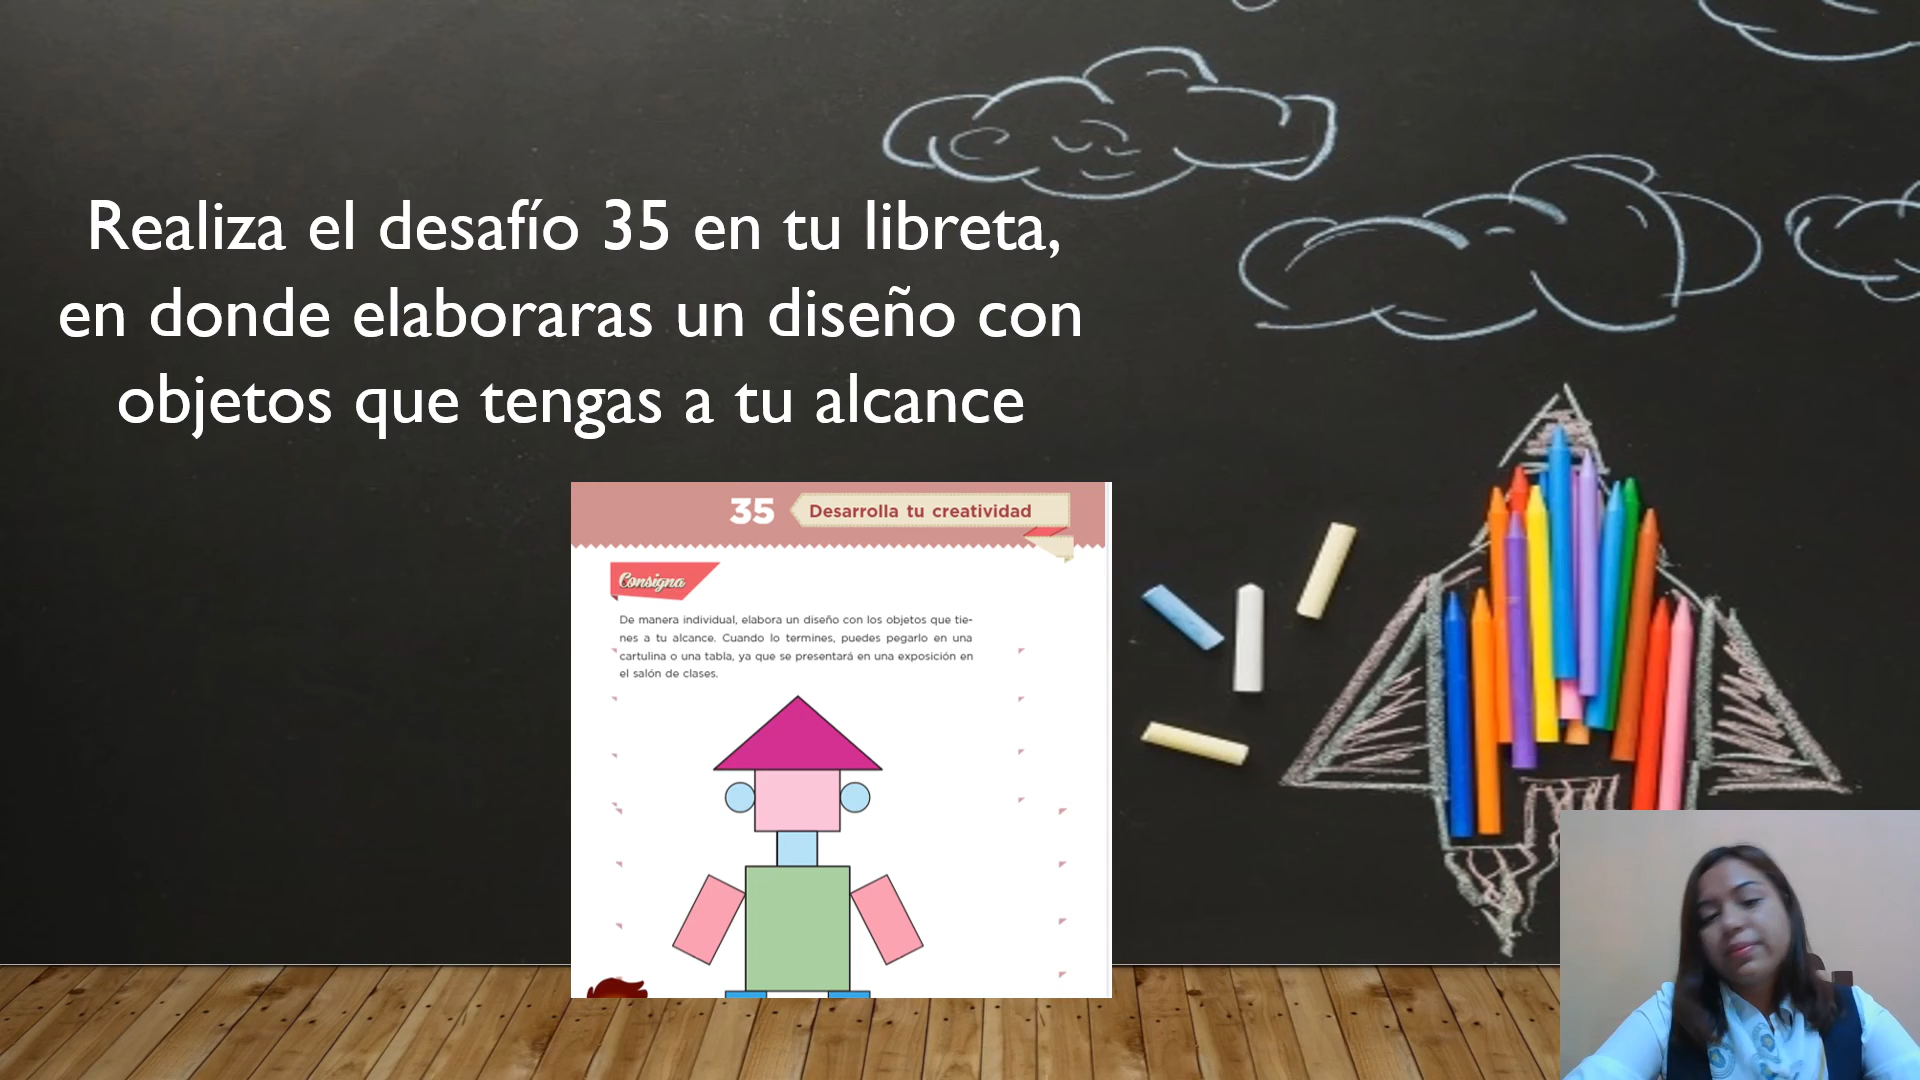 Realiza el desafío 35 en tu libreta,
en donde elaboraras un diseño con
objetos que tengas a tu alcance
35 Desarrolla tu creatividad
Consigna
De manera individual, elabora un diseño con los objetos que tie-
nes a tu alcance. Cuando lo termines, puedes pegarlo en una
cartulina o una tabla, ya que se presentará en una exposición en
el salón de clases.